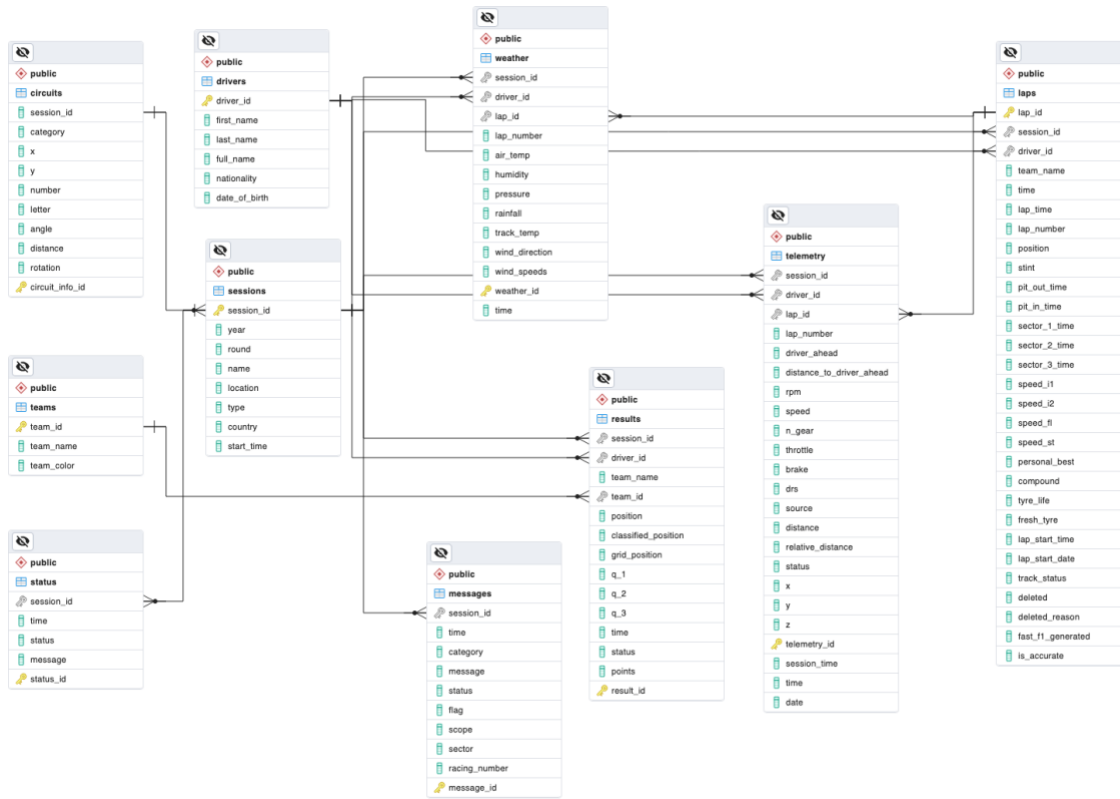 public
circuits
session_id
category
x
y
number
letter
angle
distance
rotation
circuit_info_id
public
drivers
driver_id
first_name
last_name
full_name
nationality
date_of_birth
public
sessions
session_id
year
round
name
location
type
country
start_time
public
teams
team_id
team_name
team_color
public
status
session_id
time
status
message
status_id
public
weather
session_id
driver_id
lap_id
lap_number
air_temp
humidity
pressure
rainfall
track_temp
wind_direction
wind_speeds
weather_id
time
public
messages
session_id
time
category
message
status
flag
scope
sector
racing_number
message_id
public
results
session_id
driver_id
team_name
team_id
position
classified_position
grid_position
q_1
q_2
q_3
time
status
points
result_id
public
telemetry
session_id
driver_id
lap_id
lap_number
driver_ahead
distance_to_driver_ahead
rpm
speed
n_gear
throttle
brake
drs
source
distance
relative_distance
status
x
y
z
telemetry_id
session_time
time
date
public
laps
lap_id
session_id
driver_id
team_name
time
lap_time
lap_number
position
stint
pit_out_time
pit_in_time
sector_1_time
sector_2_time
sector_3_time
speed_i1
speed_i2
speed_fl
speed_st
personal_best
compound
tyre_life
fresh_tyre
lap_start_time
lap_start_date
track_status
deleted
deleted_reason
fast_f1_generated
is_accurate